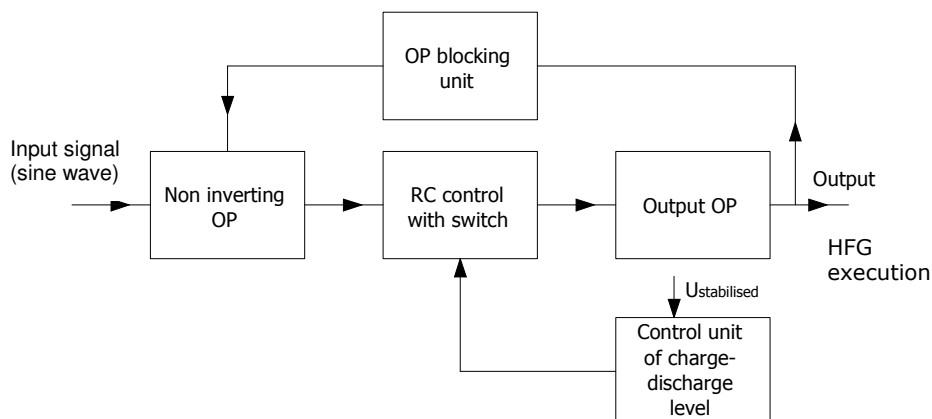 OP blocking
unit
Input signal
(sine wave)
Non inverting
OP
RC control
with switch
Output OP
Output
HFG
execution
Ustabilised
Control unit
of charge-
discharge
level